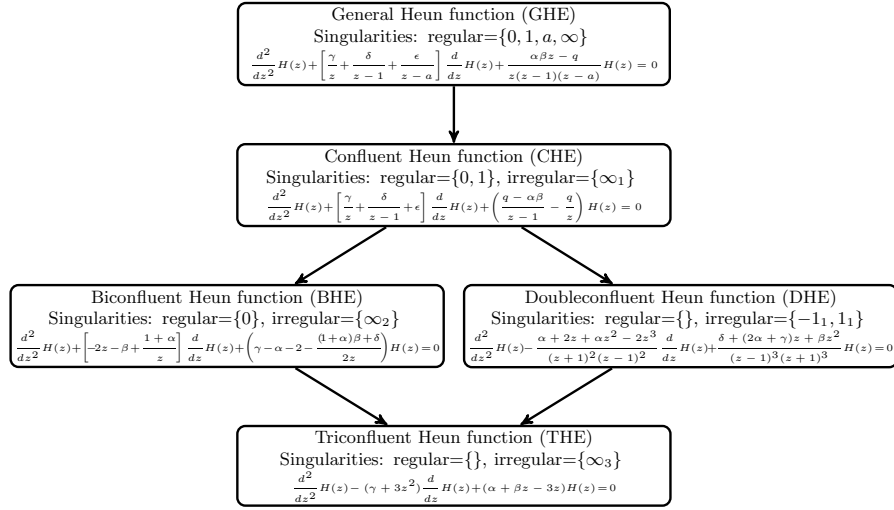 General Heun function (GHE)
Singularities: regular={0, 1, a, ∞}
d²/dz² H(z) + [γ/z + δ/(z − 1) + ϵ/(z − a)] d/dz H(z) + (αβz − q)/(z(z − 1)(z − a)) H(z) = 0
Confluent Heun function (CHE)
Singularities: regular={0, 1}, irregular={∞₁}
d²/dz² H(z) + [γ/z + δ/(z − 1) + ϵ] d/dz H(z) + ((q − αβ)/(z − 1) − q/z) H(z) = 0
Biconfluent Heun function (BHE)
Singularities: regular={0}, irregular={∞₂}
d²/z² H(z) + [−2z − β + (1 + α)/z] d/dz H(z) + (γ − α − 2 − ((1+α)β + δ)/2z) H(z) = 0
Doubleconfluent Heun function (DHE)
Singularities: regular={}, irregular={-1₁, 1₁}
d²/dz² H(z) − (α + 2z + αz² − 2z³)/((z + 1)²(z − 1)²) d/dz H(z) + (δ + (2α + γ)z + βz²)/((z − 1)³(z + 1)³) H(z) = 0
Triconfluent Heun function (THE)
Singularities: regular={}, irregular={∞₃}
d²/dz² H(z) − (γ + 3z²) d/dz H(z) + (α + βz − 3z)H(z) = 0